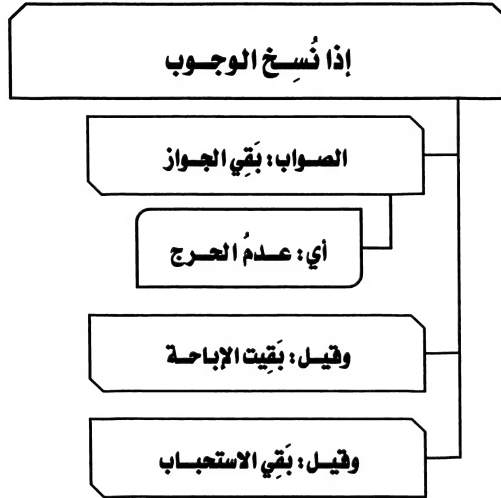 إذا نُسِخ الوجوب
الصواب: بَقِي الجواز
أي: عدمُ الحرج
وقيل: بَقِيت الإباحة
وقيل: بَقِي الاستحباب